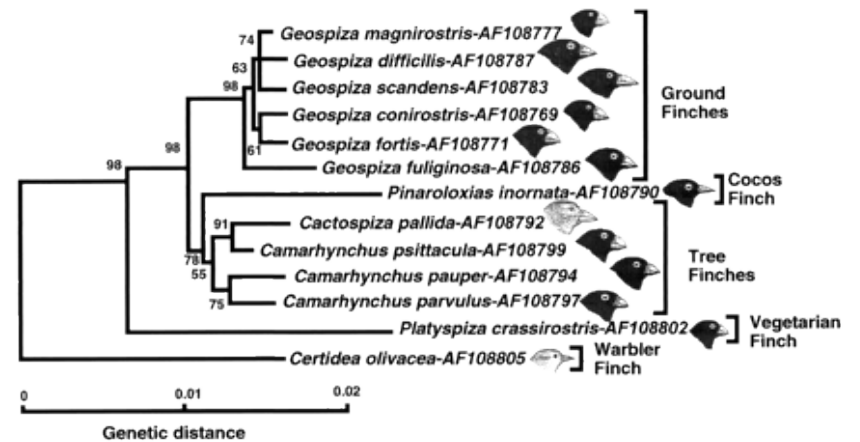 74
Geospiza magnirostris-AF108777
63
Geospiza difficilis-AF108787
98
Geospiza scandens-AF108783
Ground
Finches
Geospiza conirostris-AF108769
61
Geospiza fortis-AF108771
98
98
Geospiza fuliginosa-AF108786
Pinaroloxias inornata-AF108790
Cocos
Finch
91
Cactospiza pallida-AF108792
Camarhynchus psittacula-AF108799
78
55
Tree
Finches
Camarhynchus pauper-AF108794
75
Camarhynchus parvulus-AF108797
Platyspiza crassirostris-AF108802
Vegetarian
Finch
Certidea olivacea-AF108805
Warbler
Finch
0
0.01
0.02
Genetic distance